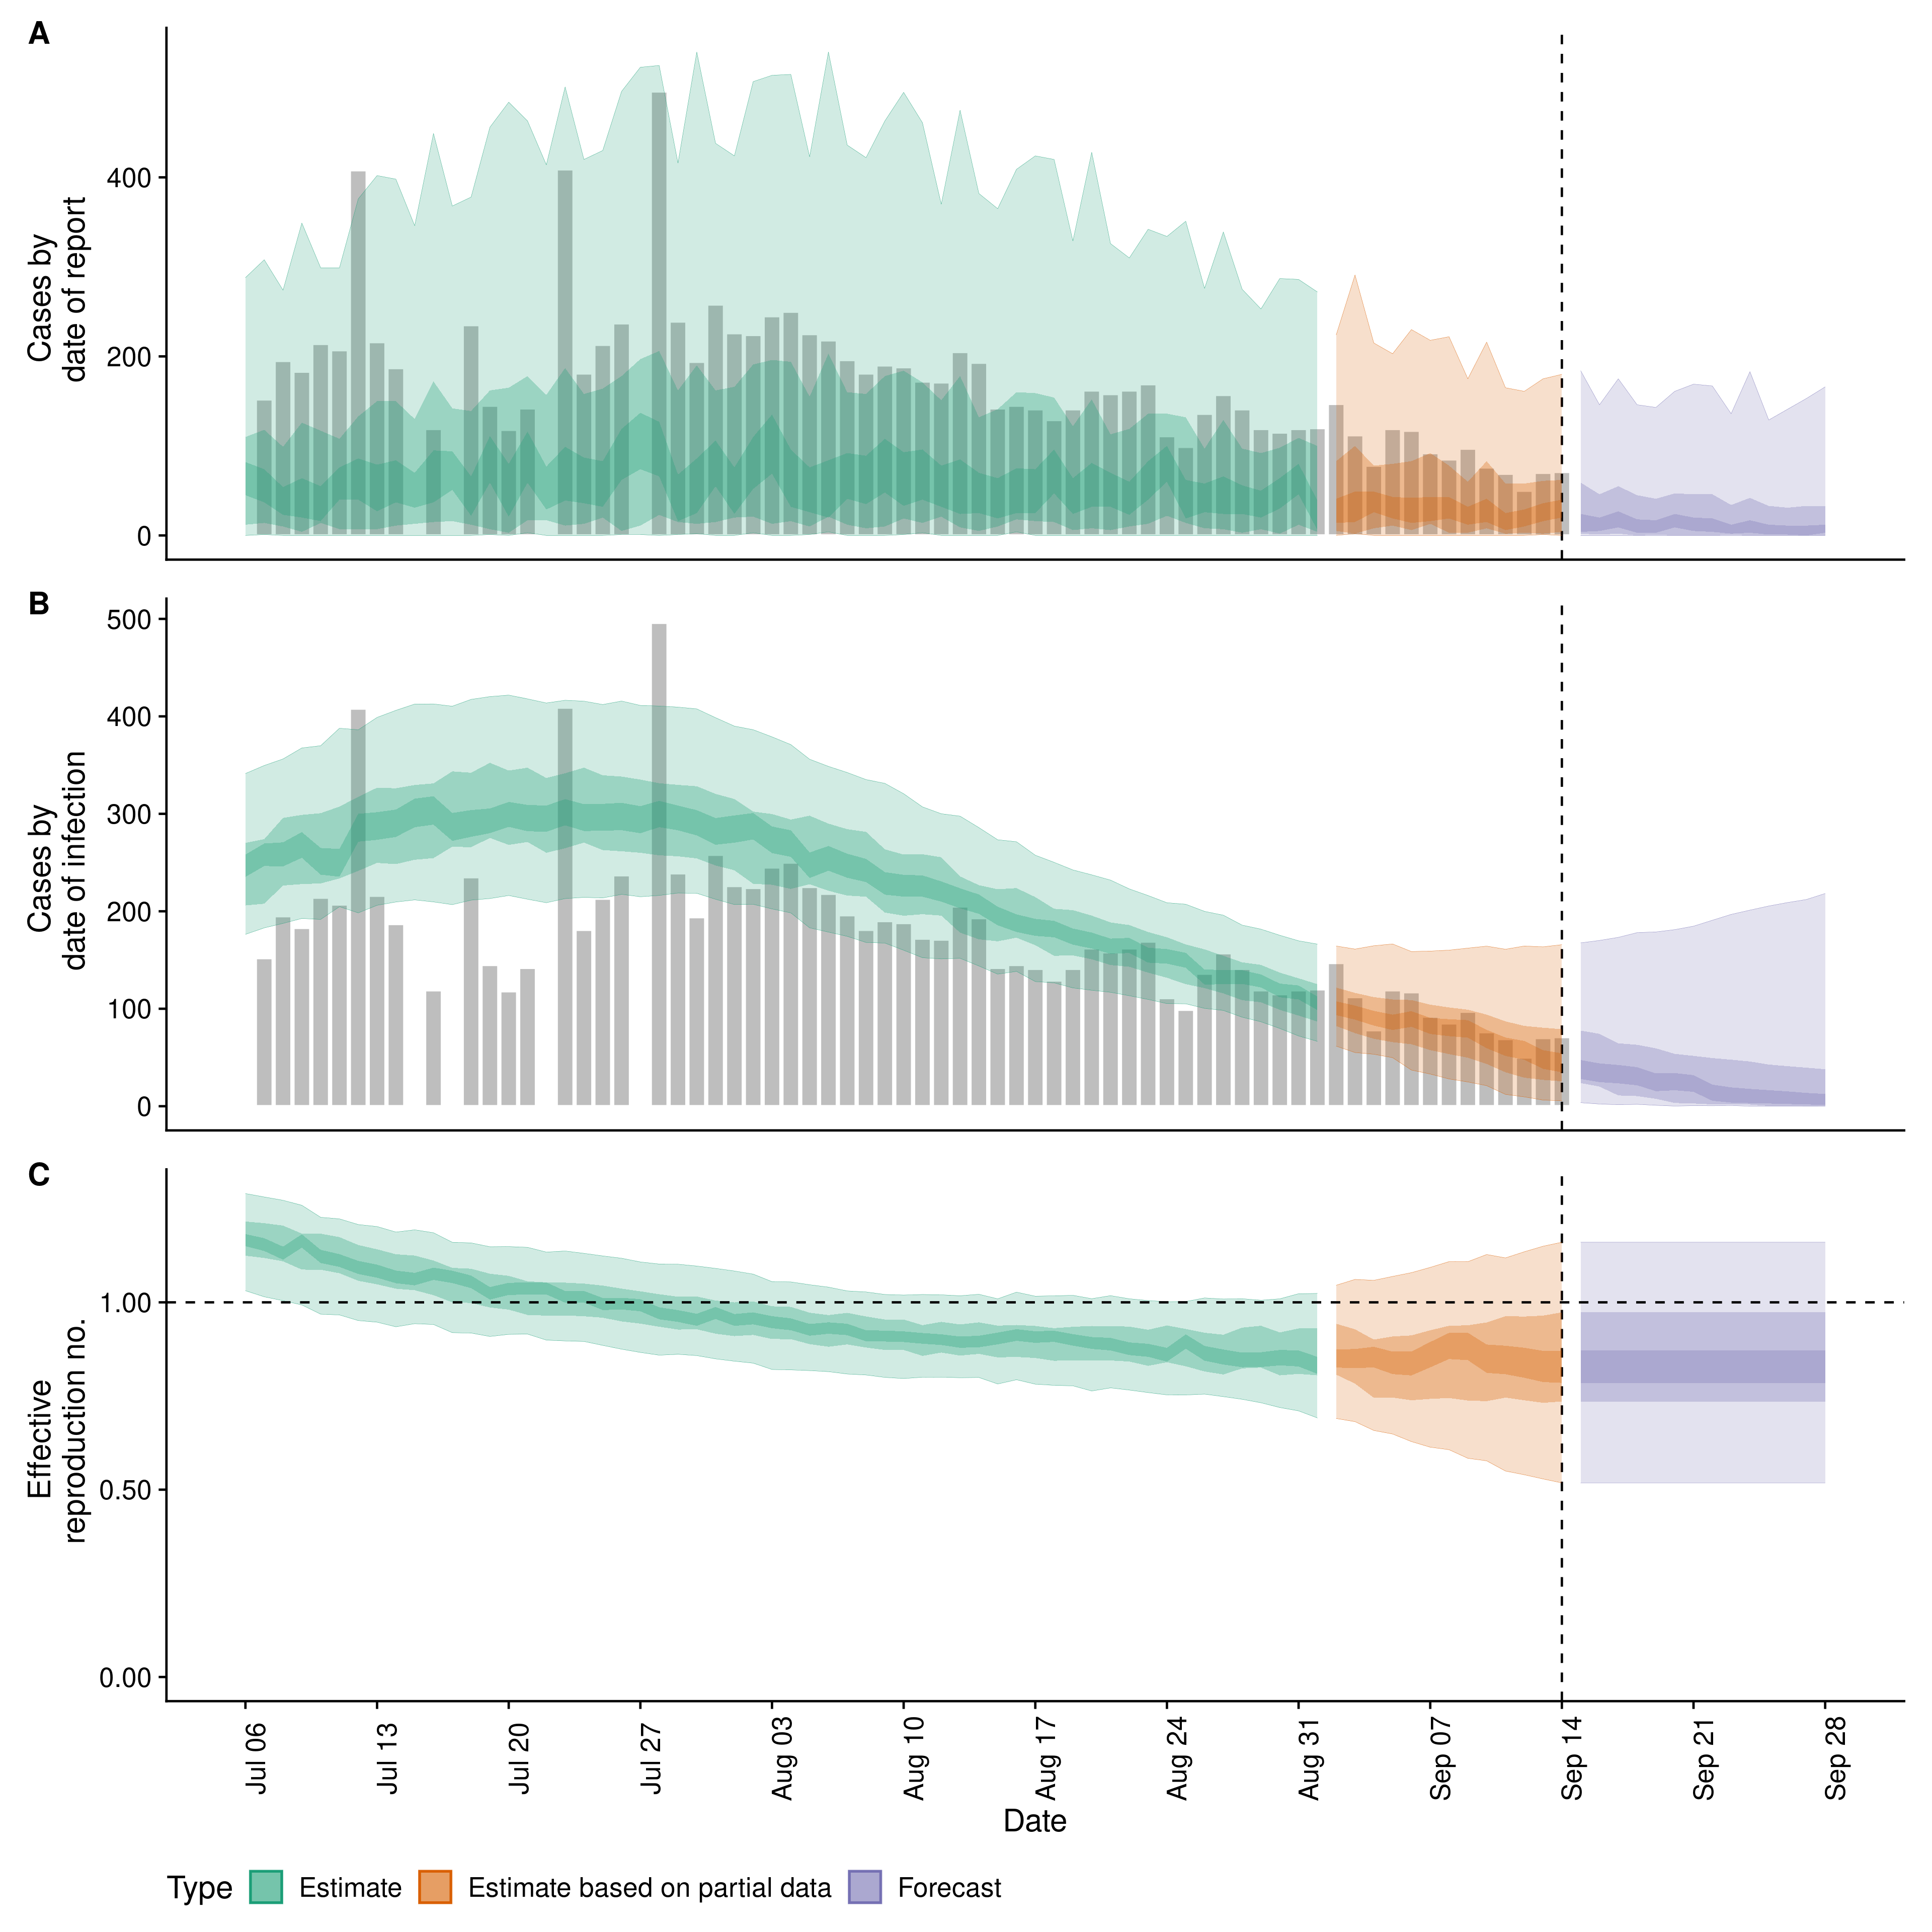 A
Cases by
date of report
400
200
0
B
Cases by
date of infection
500
400
300
200
100
0
C
Effective
reproduction no.
1.00
0.50
0.00
Jul 06
Jul 13
Jul 20
Jul 27
Aug 03
Aug 10
Aug 17
Aug 24
Aug 31
Sep 07
Sep 14
Sep 21
Sep 28
Date
Type Estimate Estimate based on partial data Forecast